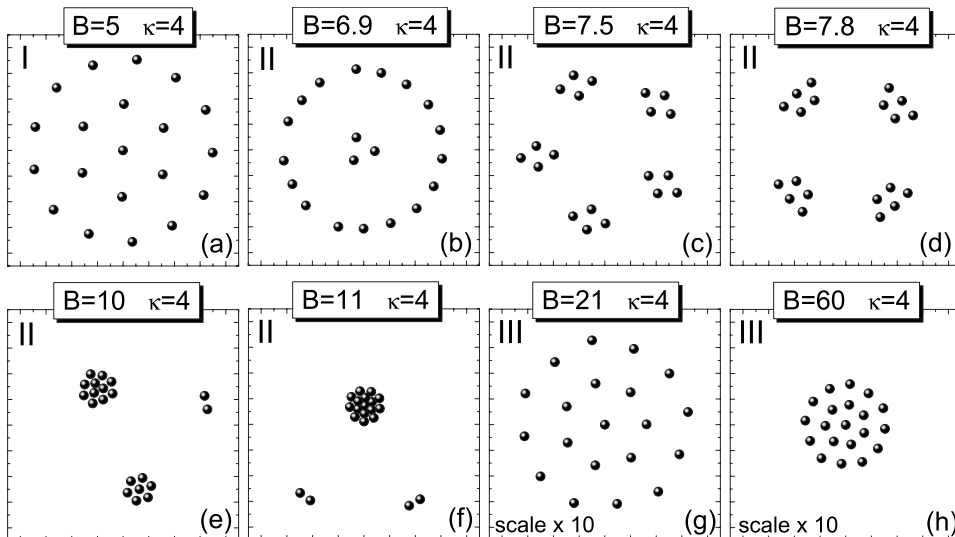 B=5 κ=4
I
(a)
B=6.9 κ=4
II
(b)
B=7.5 κ=4
II
(c)
B=7.8 κ=4
II
(d)
B=10 κ=4
II
(e)
B=11 κ=4
II
(f)
B=21 κ=4
III
scale x 10
(g)
B=60 κ=4
III
scale x 10
(h)